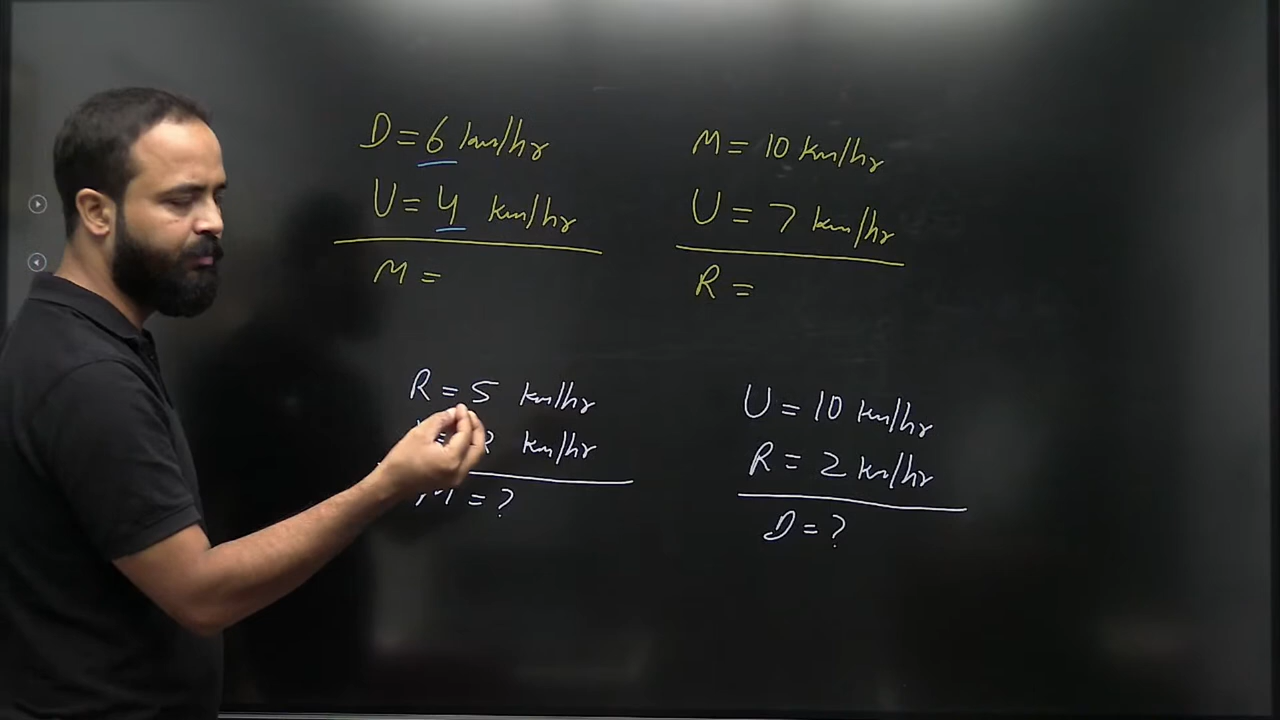 D = 6 km/hr
U = 4 km/hr
M =
M = 10 km/hr
U = 7 km/hr
R =
R = 5 km/hr
km/hr
M = ?
U = 10 km/hr
R = 2 km/hr
D = ?